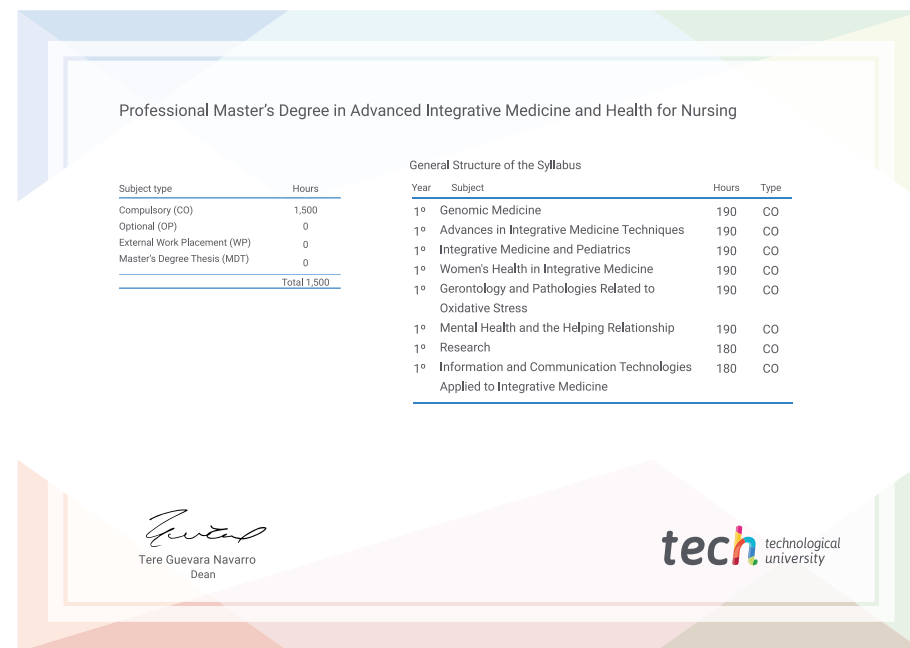 Professional Master's Degree in Advanced Integrative Medicine and Health for Nursing
Subject type Hours
Compulsory (CO) 1,500
Optional (OP) 0
External Work Placement (WP) 0
Master's Degree Thesis (MDT) 0
Total 1,500
General Structure of the Syllabus
Year Subject Hours Type
1º Genomic Medicine 190 CO
1º Advances in Integrative Medicine Techniques 190 CO
1º Integrative Medicine and Pediatrics 190 CO
1º Women's Health in Integrative Medicine 190 CO
1º Gerontology and Pathologies Related to 190 CO
Oxidative Stress
1º Mental Health and the Helping Relationship 190 CO
1º Research 180 CO
1º Information and Communication Technologies 180 CO
Applied to Integrative Medicine
Tere Guevara Navarro
Dean
tech technological
university